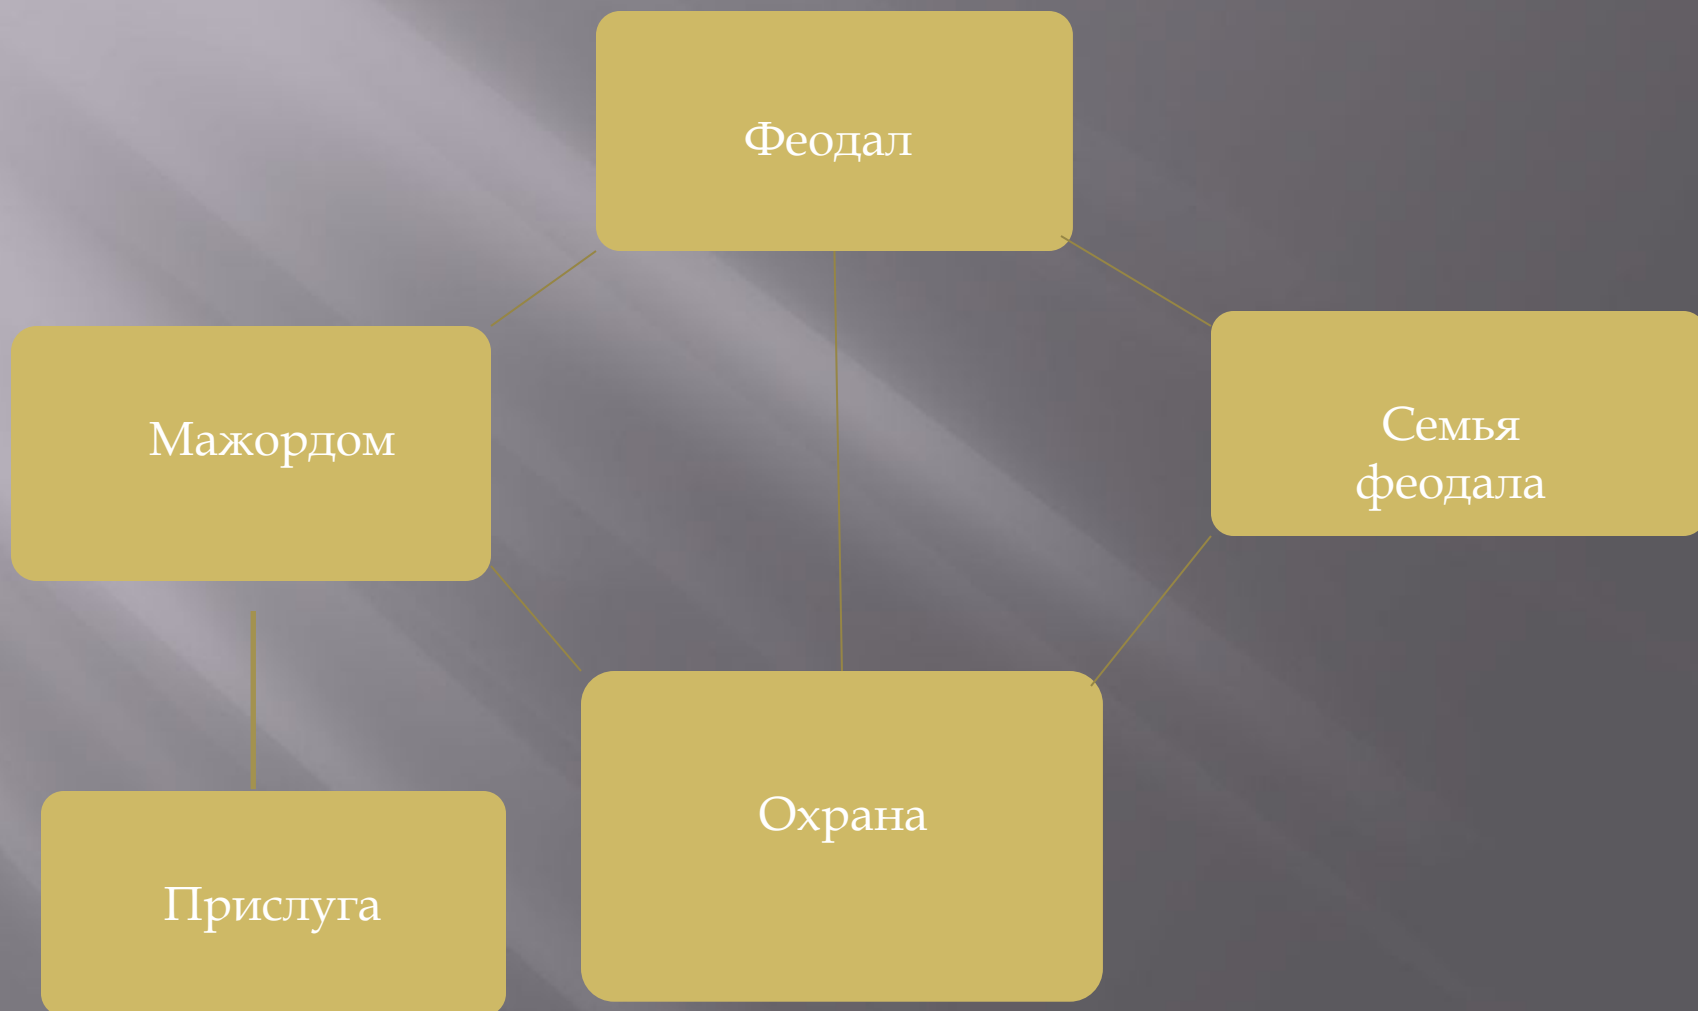 Феодал
Мажордом
Семья
феодала
Охрана
Прислуга